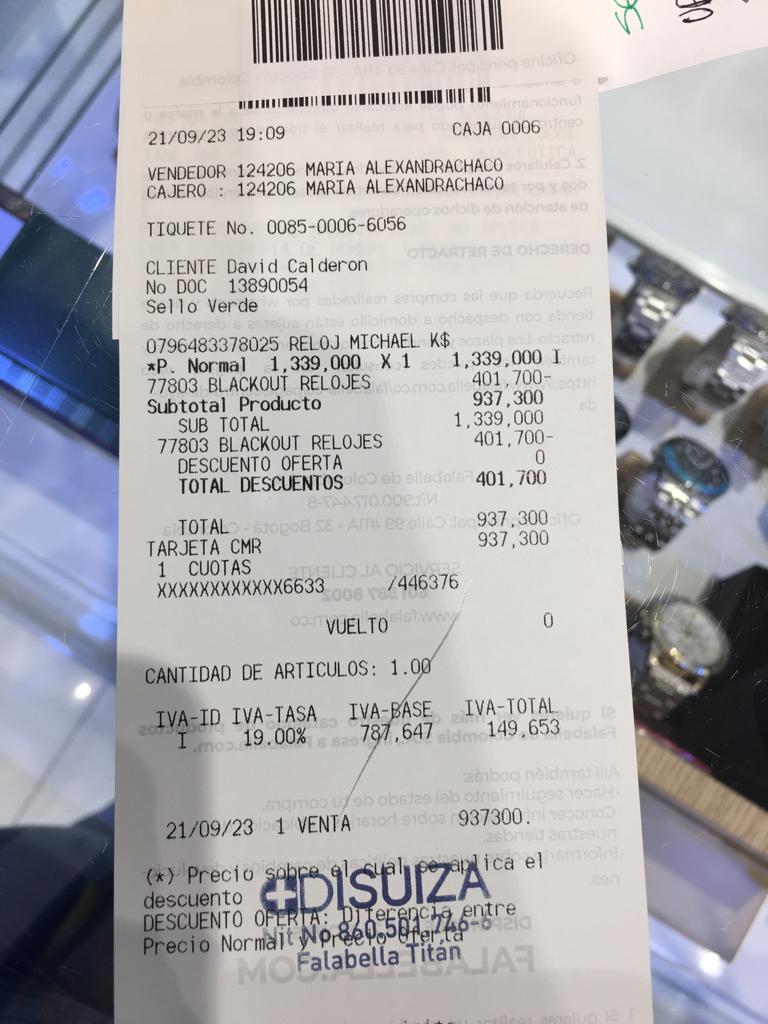 21/09/23 19:09 CAJA 0006
VENDEDOR 124206 MARIA ALEXANDRACHACO
CAJERO : 124206 MARIA ALEXANDRACHACO
TIQUETE No. 0085-0006-6056
CLIENTE David Calderon
No DOC 13890054
Sello Verde
0796483378025 RELOJ MICHAEL K$
*P. Normal 1,339,000 X 1 1,339,000 I
77803 BLACKOUT RELOJES 401,700-
Subtotal Producto 937,300
SUB TOTAL 1,339,000
77803 BLACKOUT RELOJES 401,700-
DESCUENTO OFERTA 0
TOTAL DESCUENTOS 401,700
TOTAL 937,300
TARJETA CMR 937,300
1 CUOTAS
XXXXXXXXXXXX6633 /446376
VUELTO 0
CANTIDAD DE ARTICULOS: 1.00
IVA-ID IVA-TASA IVA-BASE IVA-TOTAL
I 19.00% 787,647 149,653
21/09/23 1 VENTA 937300.
(*) Precio sobre el cual se aplica el
descuento
DISUIZA
DESCUENTO OFERTA: Diferencia entre
Nit No 860.501.746-6
Precio Normal y Precio Oferta
Falabella Titán